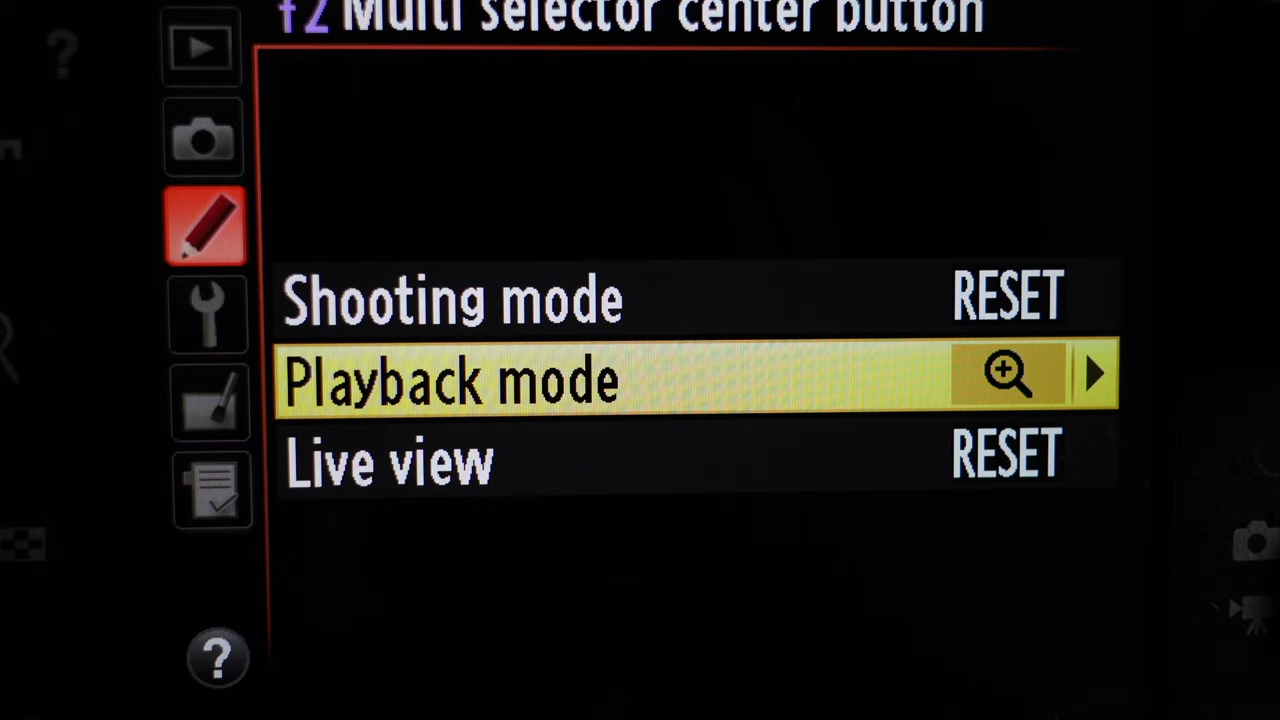 f2 Multi selector center button
Shooting mode RESET
Playback mode
Live view RESET
?
?